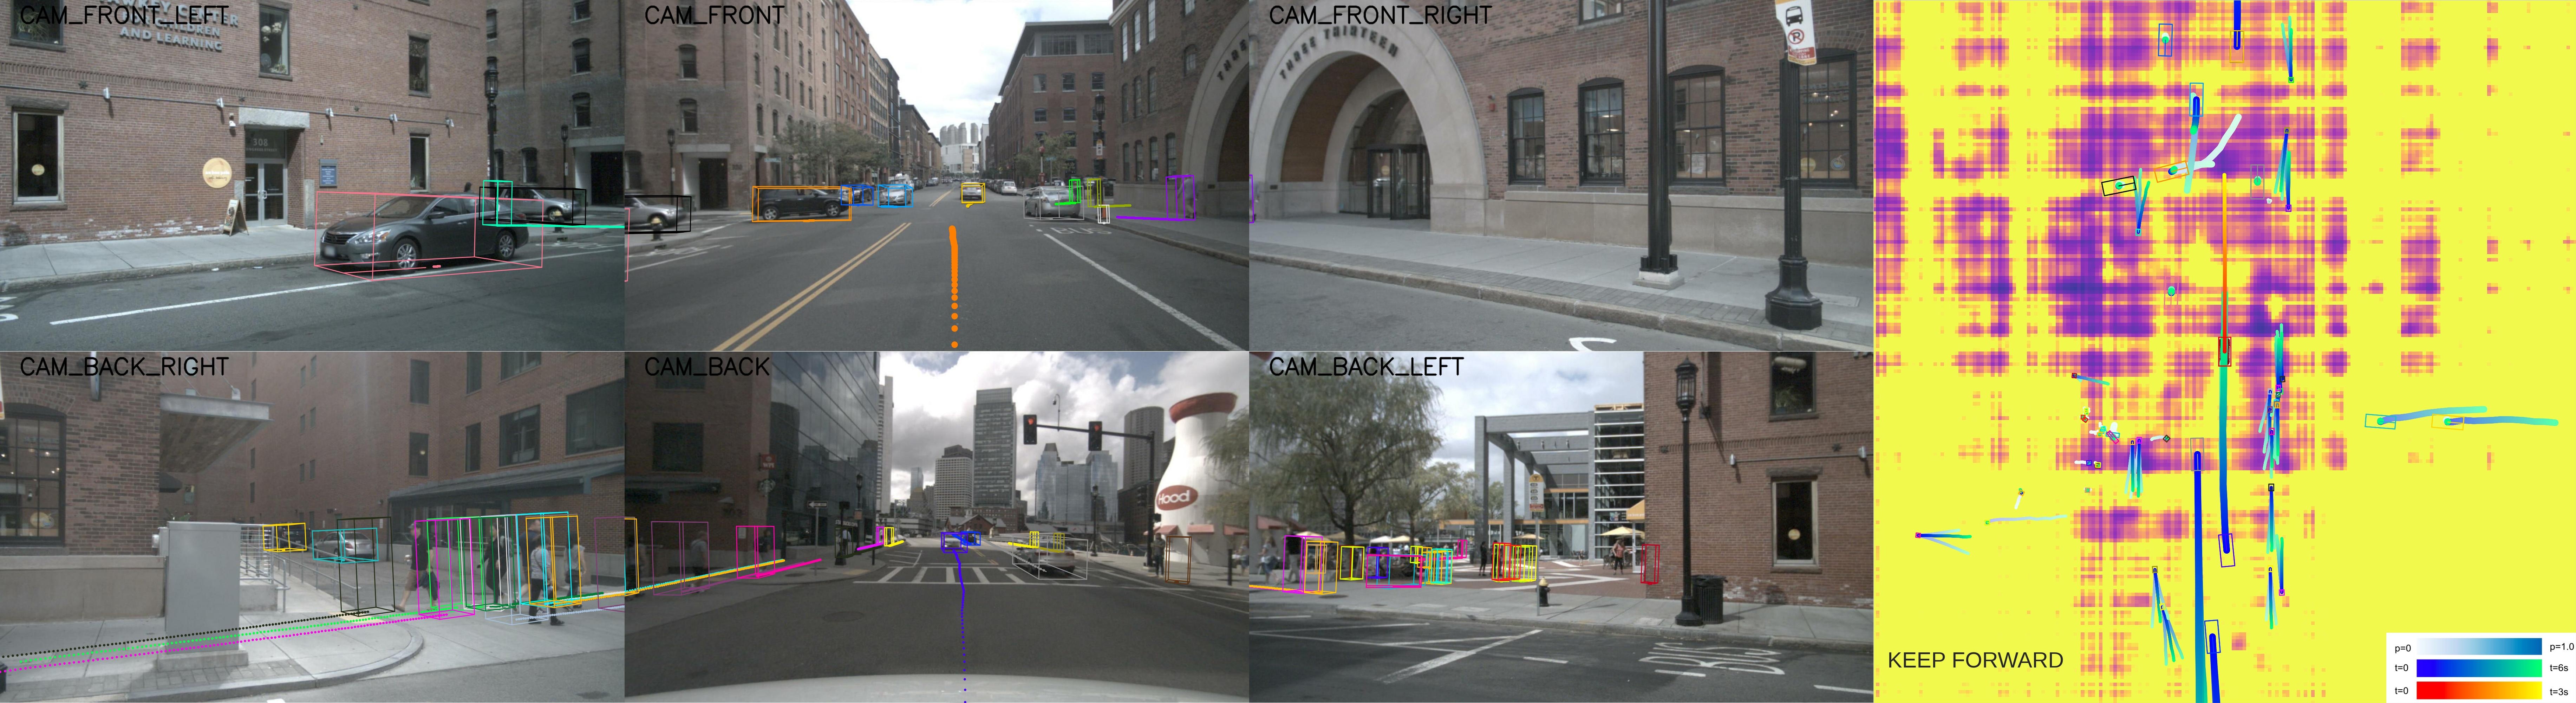 CAM_FRONT_LEFT
CAM_FRONT
CAM_FRONT_RIGHT
AND LEARNING
308
THREE THIRTEEN
BUS
CAM_BACK_RIGHT
CAM_BACK
CAM_BACK_LEFT
Hood
KEEP FORWARD
p=0
p=1.0
t=0
t=6s
t=0
t=3s